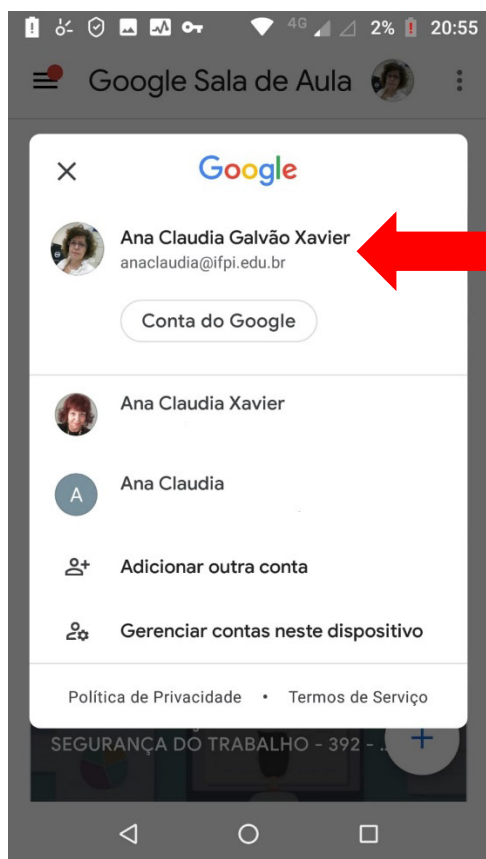 4G 2% 20:55
Google Sala de Aula
Google
Ana Claudia Galvão Xavier
anaclaudia@ifpi.edu.br
Conta do Google
Ana Claudia Xavier
A
Ana Claudia
Adicionar outra conta
Gerenciar contas neste dispositivo
Política de Privacidade • Termos de Serviço
SEGURANÇA DO TRABALHO - 392 - ...